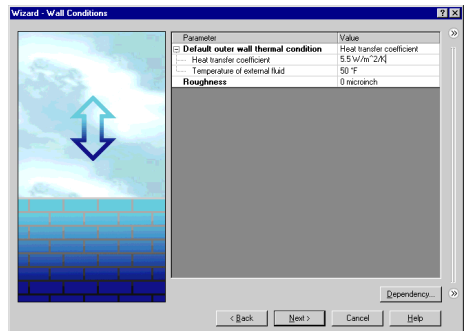 Wizard - Wall Conditions
Parameter Value
Default outer wall thermal condition Heat transfer coefficient
Heat transfer coefficient 5.5 W/m^2/K
Temperature of external fluid 50 °F
Roughness 0 microinch
Dependency...
< Back Next > Cancel Help